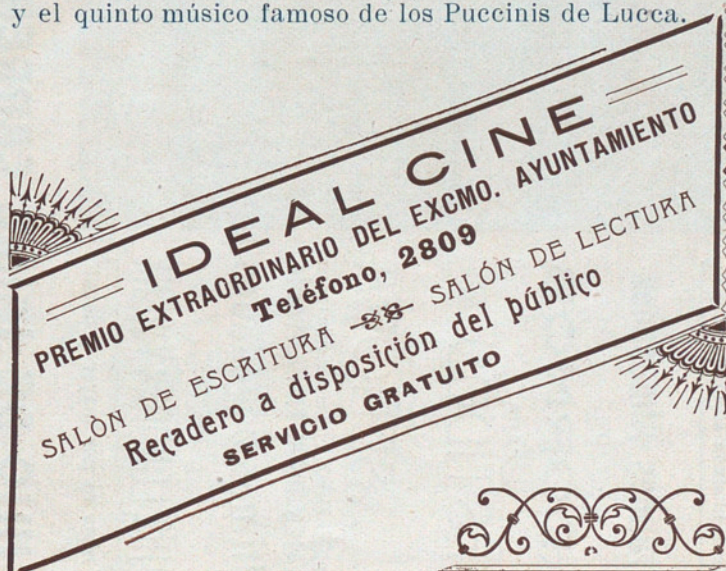 y el quinto músico famoso de los Puccinis de Lucca.
IDEAL CINE
PREMIO EXTRAORDINARIO DEL EXCMO. AYUNTAMIENTO
Teléfono, 2809
SALÒN DE ESCRITURA SALÓN DE LECTURA
Recadero a disposición del público
SERVICIO GRATUITO